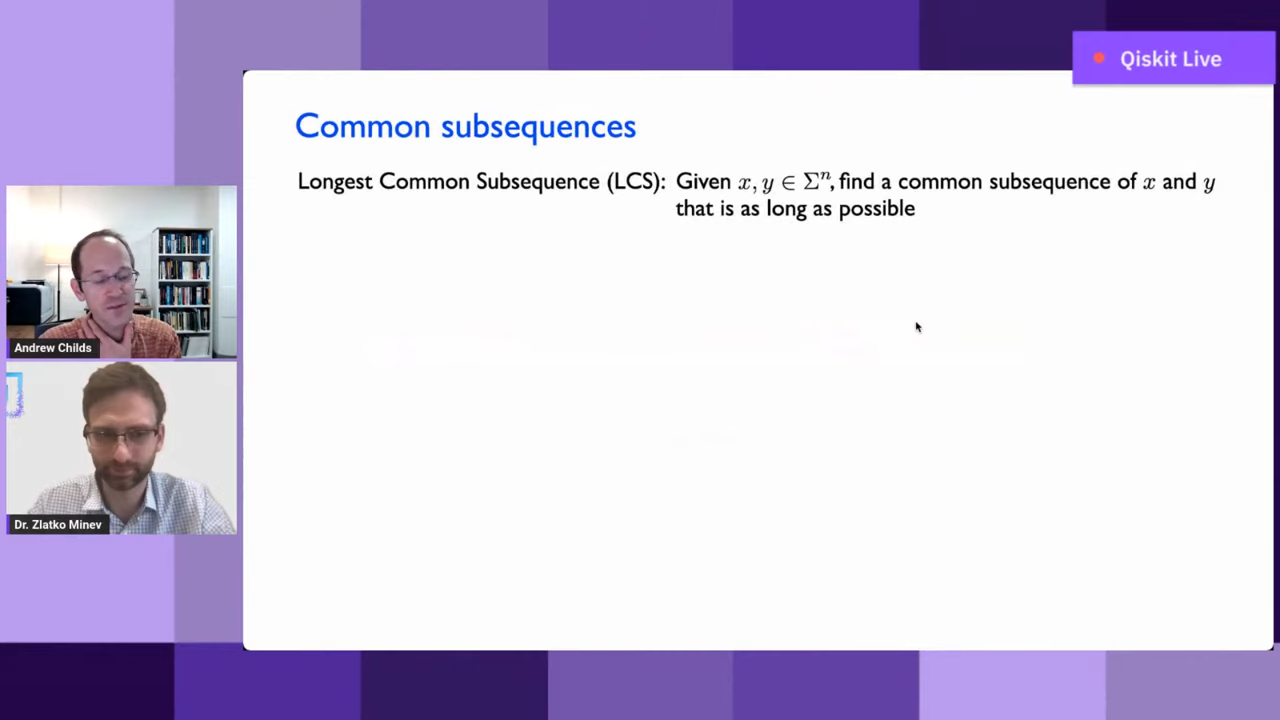 Qiskit Live
Common subsequences
Longest Common Subsequence (LCS): Given x, y ∈ Σⁿ, find a common subsequence of x and y
that is as long as possible
Andrew Childs
Dr. Zlatko Minev